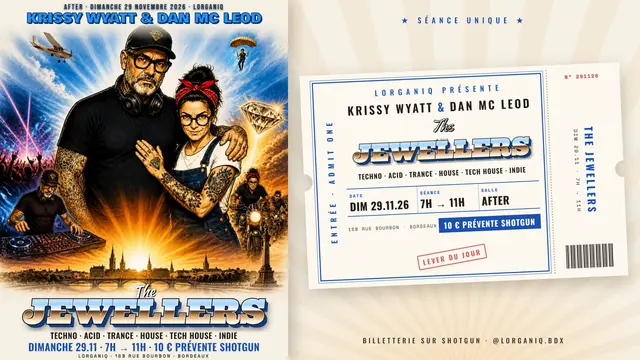 AFTER · DIMANCHE 29 NOVEMBRE 2026 · LORGANIQ
KRISSY WYATT & DAN MC LEOD
The
JEWELLERS
TECHNO · ACID · TRANCE · HOUSE · TECH HOUSE · INDIE
DIMANCHE 29.11 · 7H → 11H · 10 € PRÉVENTE SHOTGUN
LORGANIQ · 188 RUE BOURBON · BORDEAUX
★ SÉANCE UNIQUE ★
ENTRÉE · ADMIT ONE
LORGANIQ PRÉSENTE
KRISSY WYATT & DAN MC LEOD
The
JEWELLERS
TECHNO · ACID · TRANCE · HOUSE · TECH HOUSE · INDIE
DATE
DIM 29.11.26
SÉANCE
7H → 11H
SALLE
AFTER
188 RUE BOURBON · BORDEAUX
10 € PRÉVENTE SHOTGUN
LEVER DU JOUR
N° 291126
THE JEWELLERS
DIM 29.11 · 7H → 11H
BILLETTERIE SUR SHOTGUN · @LORGANIQ.BDX